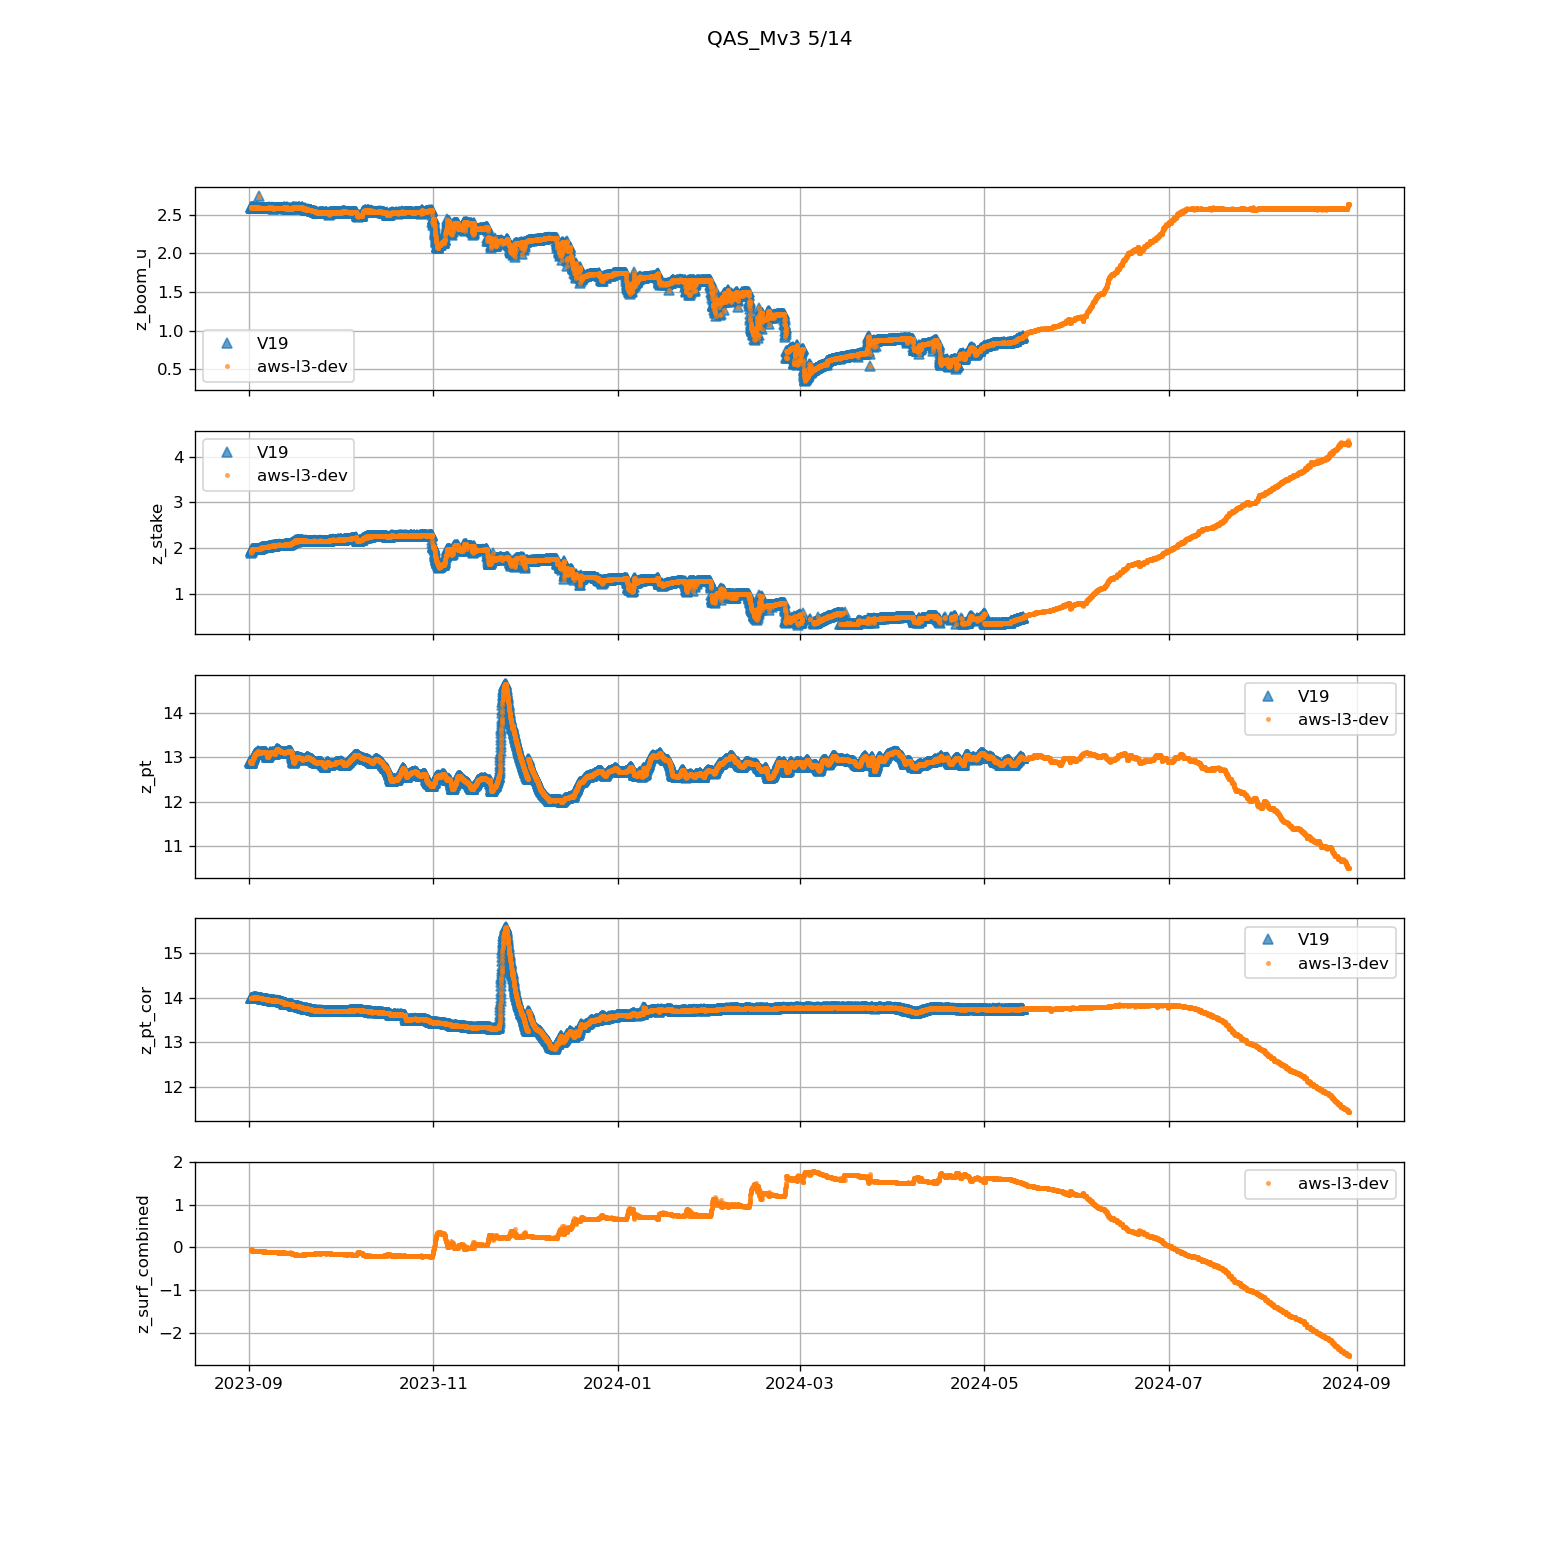 QAS_Mv3 5/14
z_boom_u
2.5
2.0
1.5
1.0
0.5
V19
aws-l3-dev
z_stake
4
3
2
1
V19
aws-l3-dev
z_pt
14
13
12
11
V19
aws-l3-dev
z_pt_cor
15
14
13
12
V19
aws-l3-dev
z_surf_combined
2
1
0
−1
−2
aws-l3-dev
2023-09 2023-11 2024-01 2024-03 2024-05 2024-07 2024-09